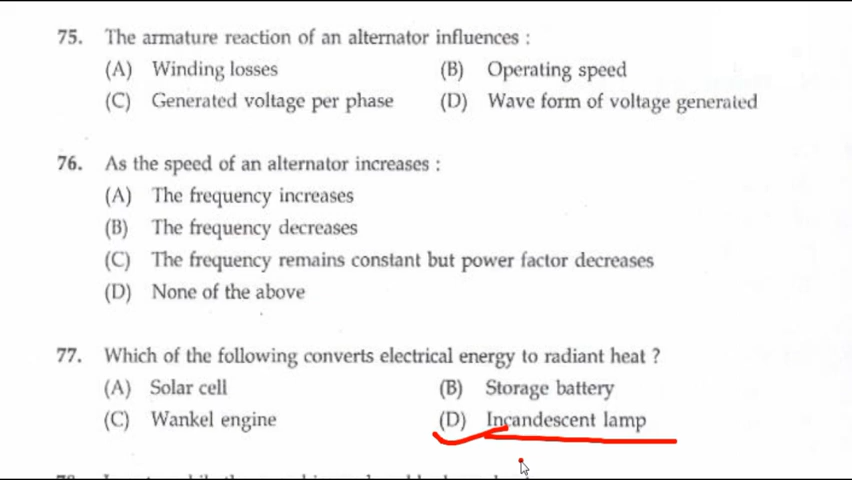 75. The armature reaction of an alternator influences :
(A) Winding losses (B) Operating speed
(C) Generated voltage per phase (D) Wave form of voltage generated
76. As the speed of an alternator increases :
(A) The frequency increases
(B) The frequency decreases
(C) The frequency remains constant but power factor decreases
(D) None of the above
77. Which of the following converts electrical energy to radiant heat ?
(A) Solar cell (B) Storage battery
(C) Wankel engine (D) Incandescent lamp